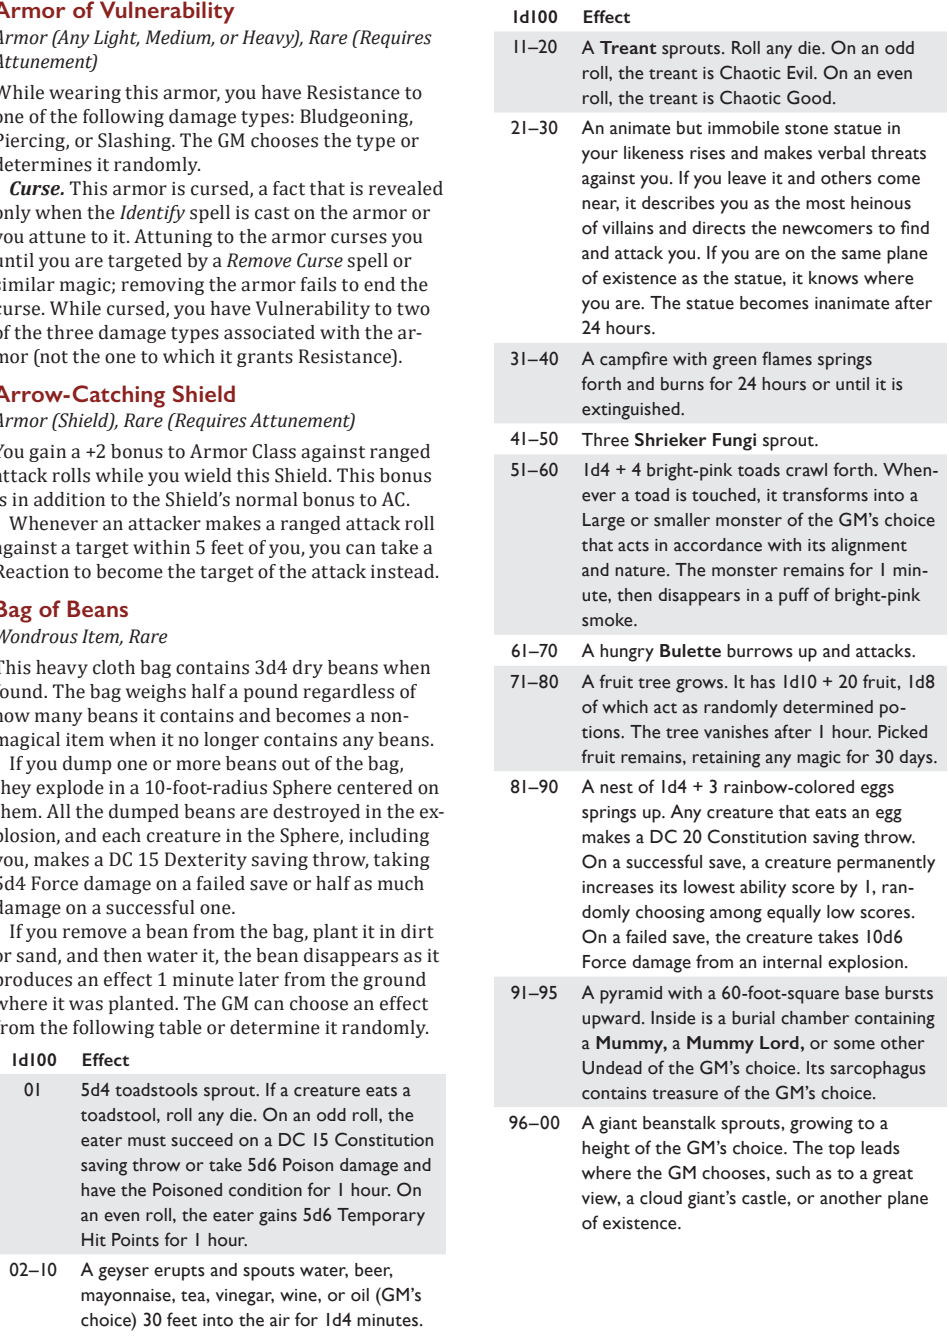 Armor of Vulnerability
Armor (Any Light, Medium, or Heavy), Rare (Requires
Attunement)
While wearing this armor, you have Resistance to
one of the following damage types: Bludgeoning,
Piercing, or Slashing. The GM chooses the type or
determines it randomly.
Curse. This armor is cursed, a fact that is revealed
only when the Identify spell is cast on the armor or
you attune to it. Attuning to the armor curses you
until you are targeted by a Remove Curse spell or
similar magic; removing the armor fails to end the
curse. While cursed, you have Vulnerability to two
of the three damage types associated with the ar-
mor (not the one to which it grants Resistance).
Arrow-Catching Shield
Armor (Shield), Rare (Requires Attunement)
You gain a +2 bonus to Armor Class against ranged
attack rolls while you wield this Shield. This bonus
is in addition to the Shield's normal bonus to AC.
Whenever an attacker makes a ranged attack roll
against a target within 5 feet of you, you can take a
Reaction to become the target of the attack instead.
Bag of Beans
Wondrous Item, Rare
This heavy cloth bag contains 3d4 dry beans when
found. The bag weighs half a pound regardless of
how many beans it contains and becomes a non-
magical item when it no longer contains any beans.
If you dump one or more beans out of the bag,
they explode in a 10-foot-radius Sphere centered on
them. All the dumped beans are destroyed in the ex-
plosion, and each creature in the Sphere, including
you, makes a DC 15 Dexterity saving throw, taking
5d4 Force damage on a failed save or half as much
damage on a successful one.
If you remove a bean from the bag, plant it in dirt
or sand, and then water it, the bean disappears as it
produces an effect 1 minute later from the ground
where it was planted. The GM can choose an effect
from the following table or determine it randomly.
1d100 Effect
01 5d4 toadstools sprout. If a creature eats a
toadstool, roll any die. On an odd roll, the
eater must succeed on a DC 15 Constitution
saving throw or take 5d6 Poison damage and
have the Poisoned condition for 1 hour. On
an even roll, the eater gains 5d6 Temporary
Hit Points for 1 hour.
02–10 A geyser erupts and spouts water, beer,
mayonnaise, tea, vinegar, wine, or oil (GM's
choice) 30 feet into the air for 1d4 minutes.
1d100 Effect
11–20 A Treant sprouts. Roll any die. On an odd
roll, the treant is Chaotic Evil. On an even
roll, the treant is Chaotic Good.
21–30 An animate but immobile stone statue in
your likeness rises and makes verbal threats
against you. If you leave it and others come
near, it describes you as the most heinous
of villains and directs the newcomers to find
and attack you. If you are on the same plane
of existence as the statue, it knows where
you are. The statue becomes inanimate after
24 hours.
31–40 A campfire with green flames springs
forth and burns for 24 hours or until it is
extinguished.
41–50 Three Shrieker Fungi sprout.
51–60 1d4 + 4 bright-pink toads crawl forth. When-
ever a toad is touched, it transforms into a
Large or smaller monster of the GM's choice
that acts in accordance with its alignment
and nature. The monster remains for 1 min-
ute, then disappears in a puff of bright-pink
smoke.
61–70 A hungry Bulette burrows up and attacks.
71–80 A fruit tree grows. It has 1d10 + 20 fruit, 1d8
of which act as randomly determined po-
tions. The tree vanishes after 1 hour. Picked
fruit remains, retaining any magic for 30 days.
81–90 A nest of 1d4 + 3 rainbow-colored eggs
springs up. Any creature that eats an egg
makes a DC 20 Constitution saving throw.
On a successful save, a creature permanently
increases its lowest ability score by 1, ran-
domly choosing among equally low scores.
On a failed save, the creature takes 10d6
Force damage from an internal explosion.
91–95 A pyramid with a 60-foot-square base bursts
upward. Inside is a burial chamber containing
a Mummy, a Mummy Lord, or some other
Undead of the GM's choice. Its sarcophagus
contains treasure of the GM's choice.
96–00 A giant beanstalk sprouts, growing to a
height of the GM's choice. The top leads
where the GM chooses, such as to a great
view, a cloud giant's castle, or another plane
of existence.